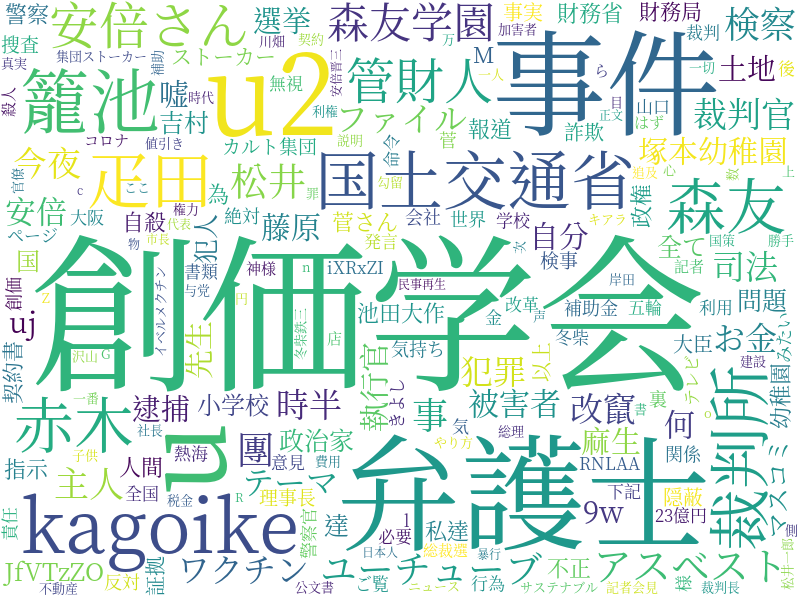 警察 安倍さん 選挙 森友学園 事実 財務省 財務局 裁判 検察
捜査 集団ストーカー ストーカー 川畑 契約 加害者 万 安倍晋三 一人 一切 後
真実 補助 無視 M ら 目 正文 山口 土地
殺人 籠池 嘘 時代 u2 管財人 事件 はず 裁判官
コロナ 値引き 吉村 利権 ファイル 菅 報道 詐欺
官僚 今夜 疋田 カルト集団 説明 命令 塚本幼稚園
c ここ 松井 罪 勾留 国土交通省 追及 心 数 上
安倍 大阪 自殺 権力 絶対 菅さん 会社 世界 学校 キアラ 政権 森友
ページ 物 市長 代表 犯人 藤原 発言 次 自分 全て 国策 勝手
国 創価 書類 神様 n iXRxZI 民事再生 検事 記者 司法
与党 円 創価学会 岸田
uj Z イベルメクチン 冬柴鉄三 池田大作 改革 補助金 五輪 利用 問題
契約書 沢山 G 先生 店 気持ち 金 声 冬柴 大臣 お金 みたい
赤木 一番 逮捕 小学校 時半 執行官 犯罪 以上 テレビ 建設 幼稚園
社長 u 團 きよし 事 気 被害者 改竄 何 裏 書 o 裁判所
子供 熱海 意見 政治家 やり方 総理 麻生 関係 マスコミ
指示 主人 人間 テーマ 費用 弁護士 RNLAA
責任 kagoike 全国 税金 R 理事長 達 l 必要 私達 9w 下記 隠蔽 23億円 側
JfVTzZO 証拠 ワクチン 警察官 日本人 総裁選 ユーチューブ 暴行 不正 アスベスト 松井一郎
不動産 反対 公文書 ご覧 ニュース 行為 サステナブル 記者会見 様 裁判長